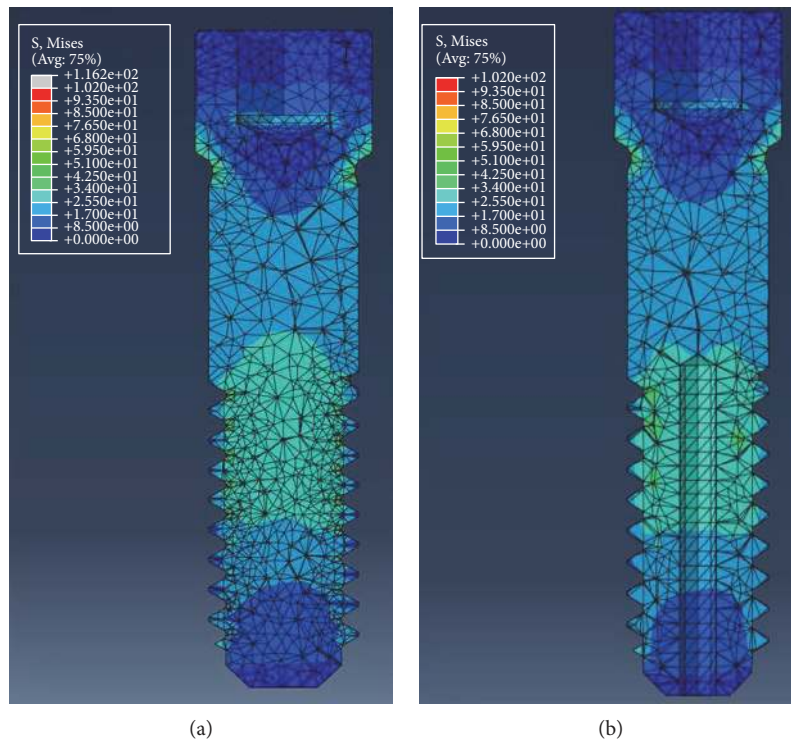 S, Mises
(Avg: 75%)
+1.162e+02
+1.020e+02
+9.350e+01
+8.500e+01
+7.650e+01
+6.800e+01
+5.950e+01
+5.100e+01
+4.250e+01
+3.400e+01
+2.550e+01
+1.700e+01
+8.500e+00
+0.000e+00
S, Mises
(Avg: 75%)
+1.020e+02
+9.350e+01
+8.500e+01
+7.650e+01
+6.800e+01
+5.950e+01
+5.100e+01
+4.250e+01
+3.400e+01
+2.550e+01
+1.700e+01
+8.500e+00
+0.000e+00
(a)
(b)